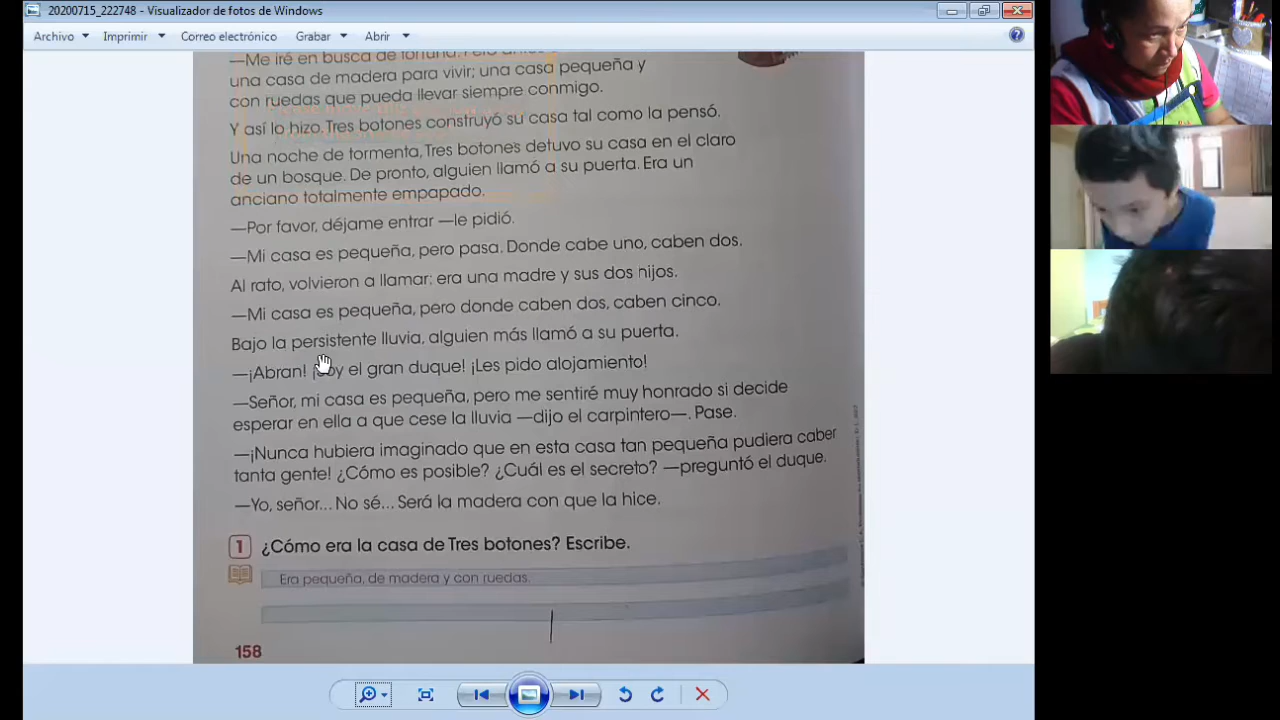 20200715_222748 - Visualizador de fotos de Windows
Archivo Imprimir Correo electrónico Grabar Abrir
—Me iré en busca de fortuna. Pero antes
una casa de madera para vivir; una casa pequeña y
con ruedas que pueda llevar siempre conmigo.
Y así lo hizo. Tres botones construyó su casa tal como la pensó.
Una noche de tormenta, Tres botones detuvo su casa en el claro
de un bosque. De pronto, alguien llamó a su puerta. Era un
anciano totalmente empapado.
—Por favor, déjame entrar —le pidió.
—Mi casa es pequeña, pero pasa. Donde cabe uno, caben dos.
Al rato, volvieron a llamar: era una madre y sus dos hijos.
—Mi casa es pequeña, pero donde caben dos, caben cinco.
Bajo la persistente lluvia, alguien más llamó a su puerta.
—¡Abran! ¡Soy el gran duque! ¡Les pido alojamiento!
—Señor, mi casa es pequeña, pero me sentiré muy honrado si decide
esperar en ella a que cese la lluvia —dijo el carpintero—. Pase.
—¡Nunca hubiera imaginado que en esta casa tan pequeña pudiera caber
tanta gente! ¿Cómo es posible? ¿Cuál es el secreto? —preguntó el duque.
—Yo, señor... No sé... Será la madera con que la hice.
1 ¿Cómo era la casa de Tres botones? Escribe.
Era pequeña, de madera y con ruedas.
158